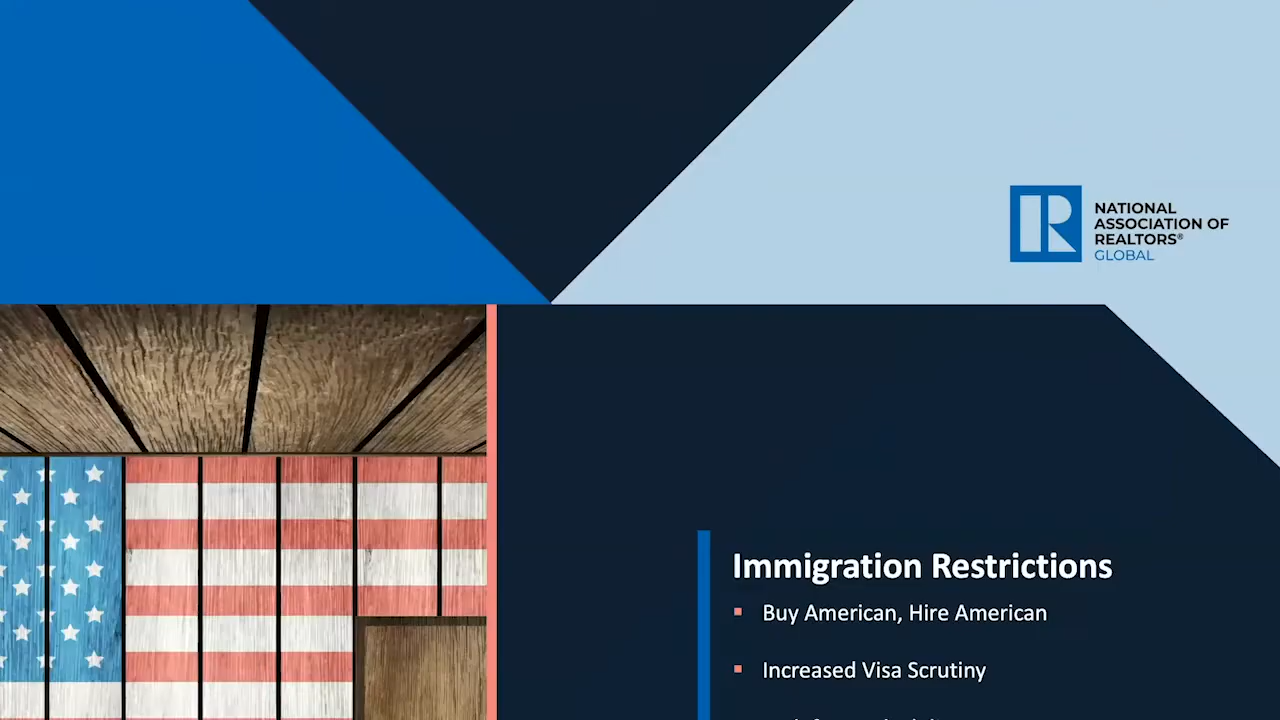 NATIONAL
ASSOCIATION OF
REALTORS®
GLOBAL
Immigration Restrictions
Buy American, Hire American
Increased Visa Scrutiny